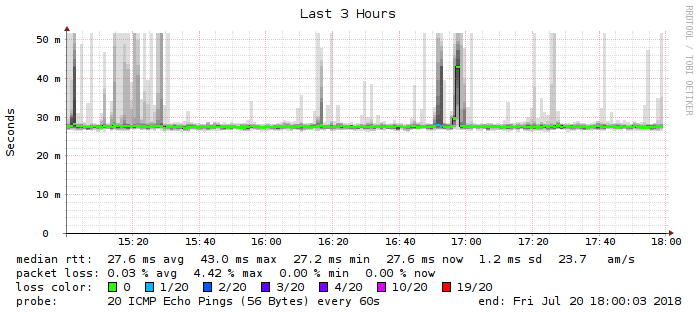 Last 3 Hours
RRDTOOL / TOBI OETIKER
Seconds
50 m
40 m
30 m
20 m
10 m
0
15:20 15:40 16:00 16:20 16:40 17:00 17:20 17:40 18:00
median rtt: 27.6 ms avg 43.0 ms max 27.2 ms min 27.6 ms now 1.2 ms sd 23.7 am/s
packet loss: 0.03 % avg 4.42 % max 0.00 % min 0.00 % now
loss color: 0 1/20 2/20 3/20 4/20 10/20 19/20
probe: 20 ICMP Echo Pings (56 Bytes) every 60s end: Fri Jul 20 18:00:03 2018